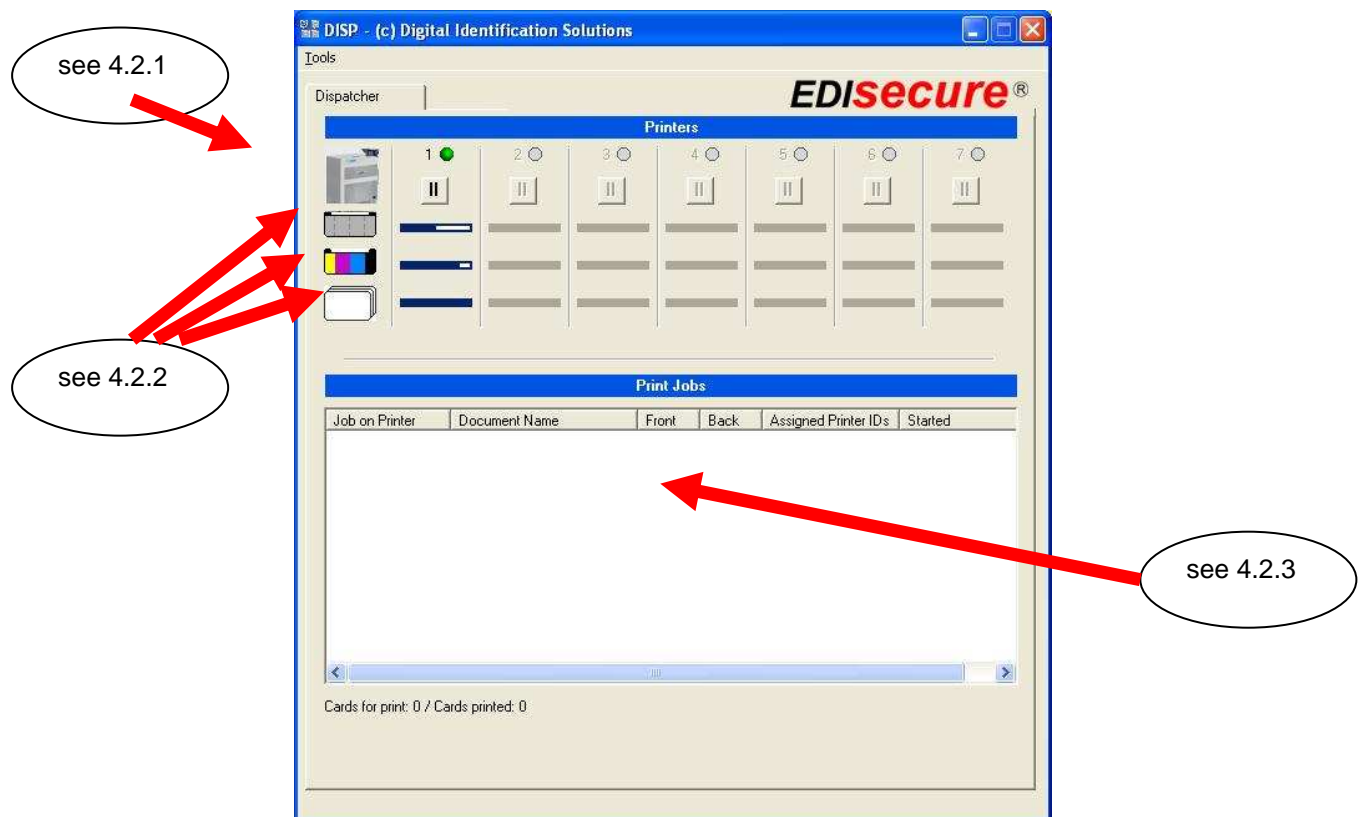 DISP - (c) Digital Identification Solutions
see 4.2.1
Tools
Dispatcher
EDIsecure®
Printers
1 2 3 4 5 6 7
see 4.2.2
Print Jobs
Job on Printer Document Name Front Back Assigned Printer IDs Started
see 4.2.3
Cards for print: 0 / Cards printed: 0